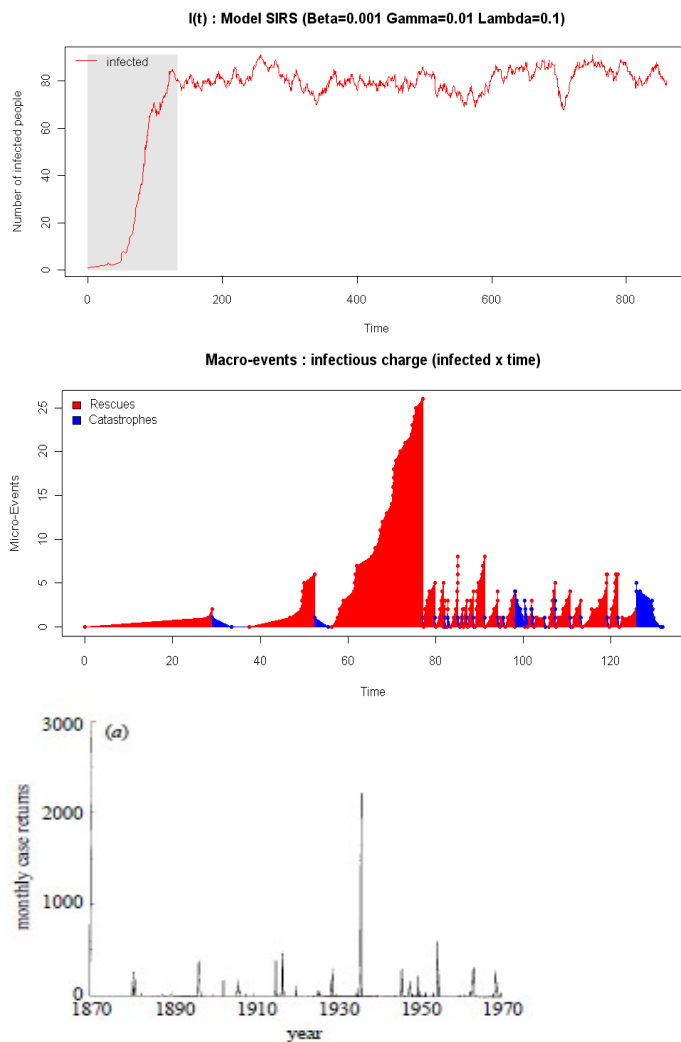 I(t) : Model SIRS (Beta=0.001 Gamma=0.01 Lambda=0.1)
infected
Number of infected people
0 20 40 60 80
0 200 400 600 800
Time
Macro-events : infectious charge (infected x time)
Rescues
Catastrophes
Micro-Events
0 5 10 15 20 25
0 20 40 60 80 100 120
Time
(a)
monthly case returns
3000
2000
1000
0
1870 1890 1910 1930 1950 1970
year